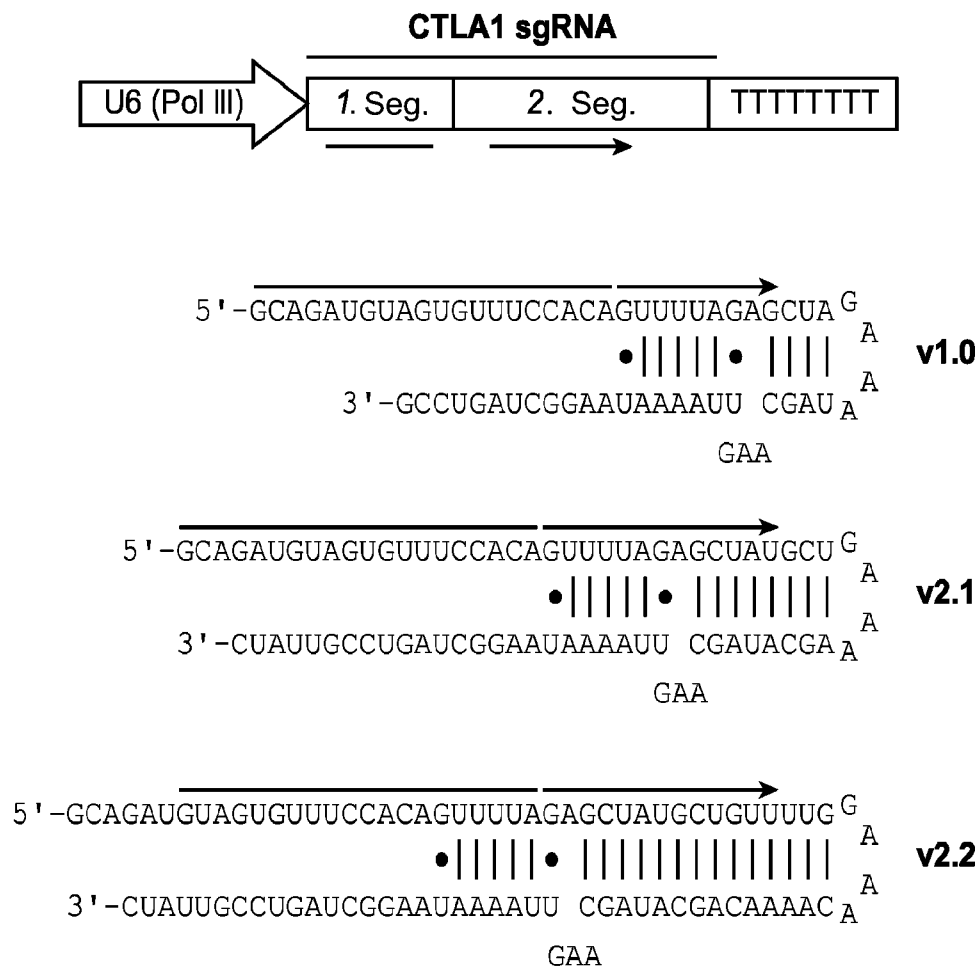 CTLA1 sgRNA
U6 (Pol III) 1. Seg. 2. Seg. TTTTTTTT
5'-GCAGAUGUAGUGUUUCCACAGUUUUAGAGCUA G
A
v1.0
A
3'-GCCUGAUCGGAAUAAAAUU CGAU A
GAA
5'-GCAGAUGUAGUGUUUCCACAGUUUUAGAGCUAUGCU G
A
v2.1
A
3'-CUAUUGCCUGAUCGGAAUAAAAUU CGAUACGA A
GAA
5'-GCAGAUGUAGUGUUUCCACAGUUUUAGAGCUAUGCUGUUUUG G
A
v2.2
A
3'-CUAUUGCCUGAUCGGAAUAAAAUU CGAUACGACAAAAC A
GAA